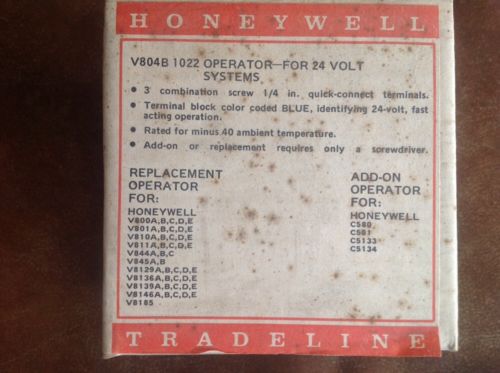 HONEYWELL
V804B 1022 OPERATOR—FOR 24 VOLT
SYSTEMS
• 3 combination screw 1/4 in. quick-connect terminals.
• Terminal block color coded BLUE, identifying 24-volt, fast
acting operation.
• Rated for minus 40 ambient temperature.
• Add-on or replacement requires only a screwdriver.
REPLACEMENT
OPERATOR
FOR:
HONEYWELL
V800A,B,C,D,E
V801A,B,C,D,E
V810A,B,C,D,E
V811A,B,C,D,E
V844A,B,C
V845A,B
V8129A,B,C,D,E
V8136A,B,C,D,E
V8139A,B,C,D,E
V8146A,B,C,D,E
V8185
ADD-ON
OPERATOR
FOR:
HONEYWELL
C580
C581
C5133
C5134
TRADELINE